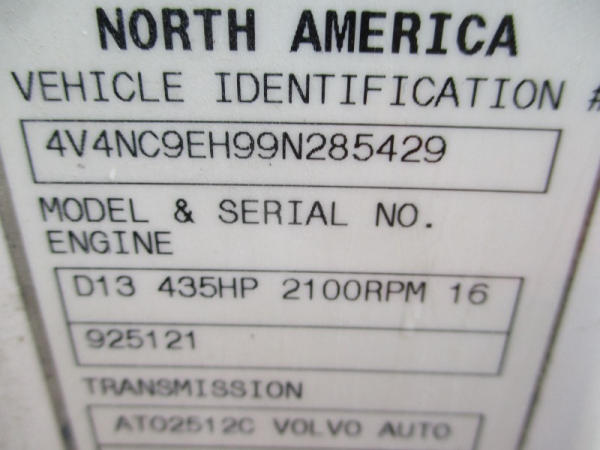 NORTH AMERICA
VEHICLE IDENTIFICATION #
4V4NC9EH99N285429
MODEL & SERIAL NO.
ENGINE
D13 435HP 2100RPM 16
925121
TRANSMISSION
ATO2512C VOLVO AUTO